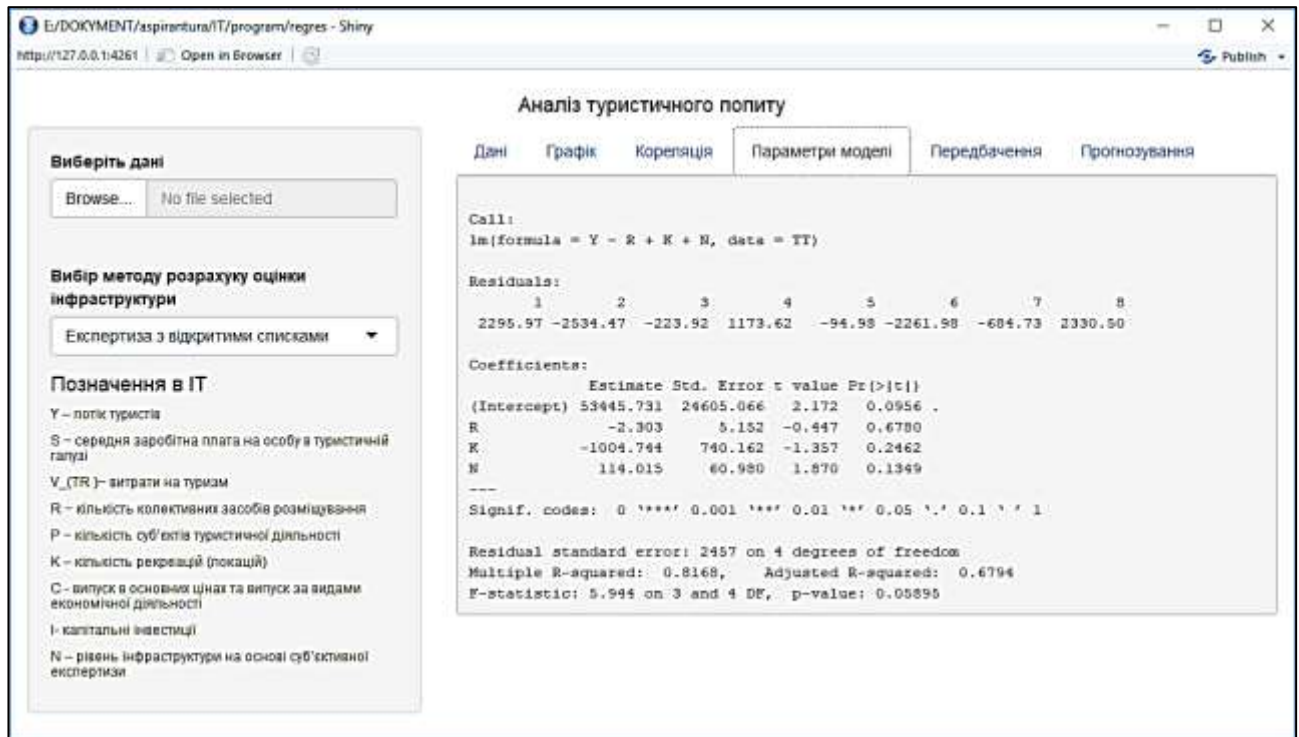 E:/DOKYMENT/aspirantura/IT/program/regres - Shiny
http://127.0.0.1:4261 | Open in Browser
Publish
Аналіз туристичного попиту
Виберіть дані
Browse... No file selected
Вибір методу розрахуку оцінки
інфраструктури
Експертиза з відкритими списками
Позначення в ІТ
Y – потік туристів
S – середня заробітна плата на особу в туристичній
галузі
V_(TR )– витрати на туризм
R – кількість колективних засобів розміщування
P – кількість суб'єктів туристичної діяльності
K – кількість рекреацій (локацій)
C - випуск в основних цінах та випуск за видами
економічної діяльності
I- капітальні інвестиції
N – рівень інфраструктури на основі суб'єктивної
експертизи
Дані Графік Кореляція Параметри моделі Передбачення Прогнозування
Call:
lm(formula = Y ~ R + K + N, data = TT)
Residuals:
1 2 3 4 5 6 7 8
2295.97 -2534.47 -223.92 1173.62 -94.98 -2261.98 -684.73 2330.50
Coefficients:
Estimate Std. Error t value Pr(>|t|)
(Intercept) 53445.731 24605.066 2.172 0.0956 .
R -2.303 5.152 -0.447 0.6780
K -1004.744 740.162 -1.357 0.2462
N 114.015 60.980 1.870 0.1349
---
Signif. codes: 0 '***' 0.001 '**' 0.01 '*' 0.05 '.' 0.1 ' ' 1
Residual standard error: 2457 on 4 degrees of freedom
Multiple R-squared: 0.8168, Adjusted R-squared: 0.6794
F-statistic: 5.944 on 3 and 4 DF, p-value: 0.05895